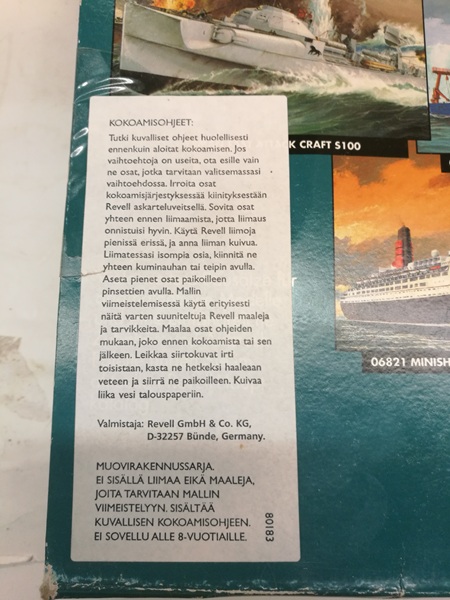 KOKOAMISOHJEET:
Tutki kuvalliset ohjeet huolellisesti
ennenkuin aloitat kokoamisen. Jos
vaihtoehtoja on useita, ota esille vain
ne osat, jotka tarvitaan valitsemassasi
vaihtoehdossa. Irroita osat
kokoamisjärjestyksessää kiinityksestään
Revell askarteluveitsellä. Sovita osat
yhteen ennen liimaamista, jotta liimaus
onnistuisi hyvin. Käytä Revell liimoja
pienissä erissä, ja anna liiman kuivua.
Liimatessasi isompia osia, kiinnitä ne
yhteen kuminauhan tai teipin avulla.
Aseta pienet osat paikoilleen
pinsettien avulla. Mallin
viimeistelemisessä käytä erityisesti
näitä varten suuniteltuja Revell maaleja
ja tarvikkeita. Maalaa osat ohjeiden
mukaan, joko ennen kokoamista tai sen
jälkeen. Leikkaa siirtokuvat irti
toisistaan, kasta ne hetkeksi haaleaan
veteen ja siirrä ne paikoilleen. Kuivaa
liika vesi talouspaperiin.
Valmistaja: Revell GmbH & Co. KG,
D-32257 Bünde, Germany.
MUOVIRAKENNUSSARJA.
EI SISÄLLÄ LIIMAA EIKÄ MAALEJA,
JOITA TARVITAAN MALLIN
VIIMEISTELYYN. SISÄLTÄÄ
KUVALLISEN KOKOAMISOHJEEN.
EI SOVELLU ALLE 8-VUOTIAILLE.
80183
CRAFT S100
06821 MINISH